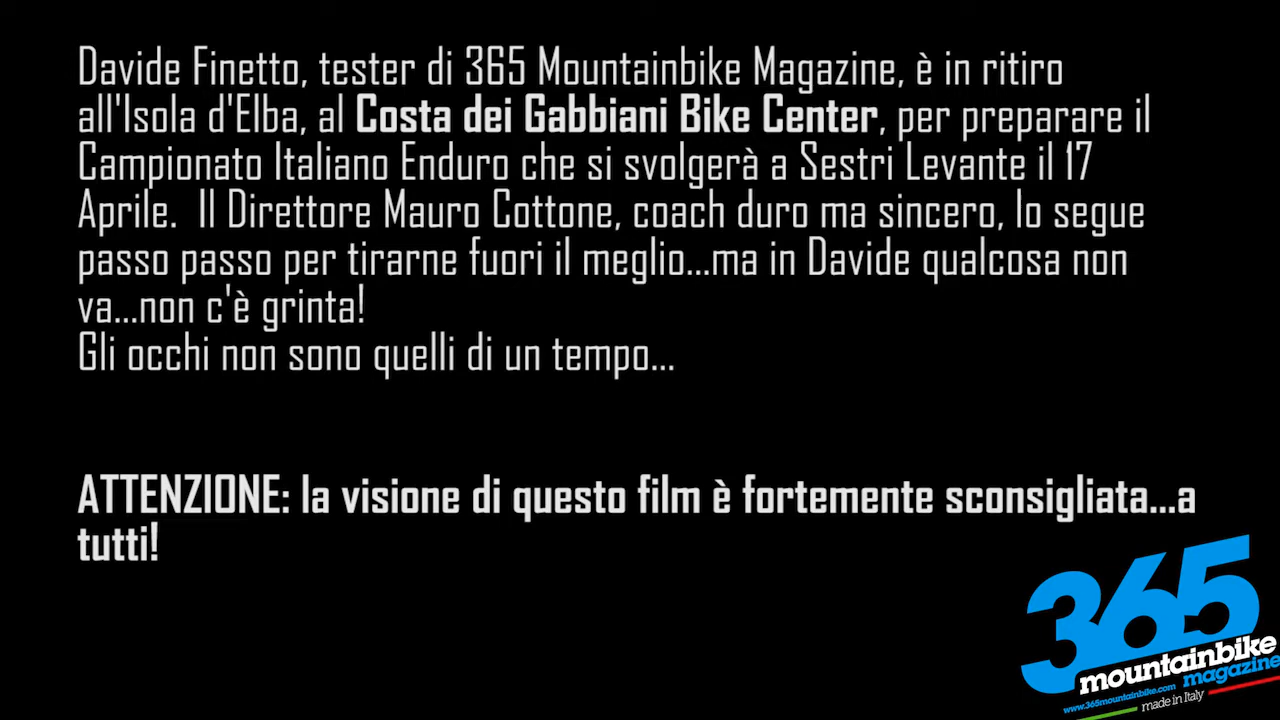 Davide Finetto, tester di 365 Mountainbike Magazine, è in ritiro
all'Isola d'Elba, al Costa dei Gabbiani Bike Center, per preparare il
Campionato Italiano Enduro che si svolgerà a Sestri Levante il 17
Aprile.  Il Direttore Mauro Cottone, coach duro ma sincero, lo segue
passo passo per tirarne fuori il meglio...ma in Davide qualcosa non
va...non c'è grinta!
Gli occhi non sono quelli di un tempo...
ATTENZIONE: la visione di questo film è fortemente sconsigliata...a
tutti!
365
mountainbike
magazine
www.365mountainbike.com
made in Italy